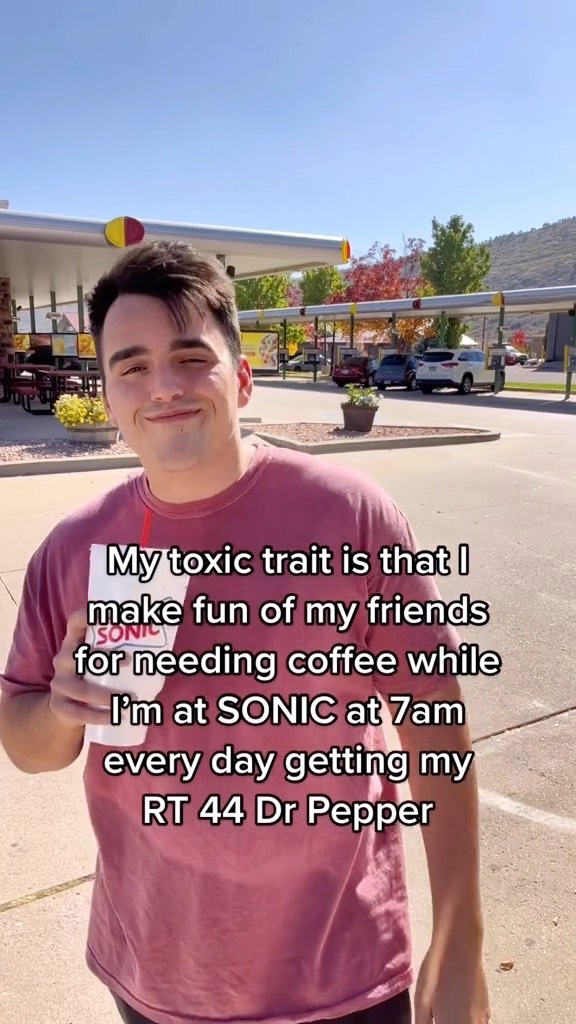 My toxic trait is that I
make fun of my friends
for needing coffee while
I'm at SONIC at 7am
every day getting my
RT 44 Dr Pepper
SONIC